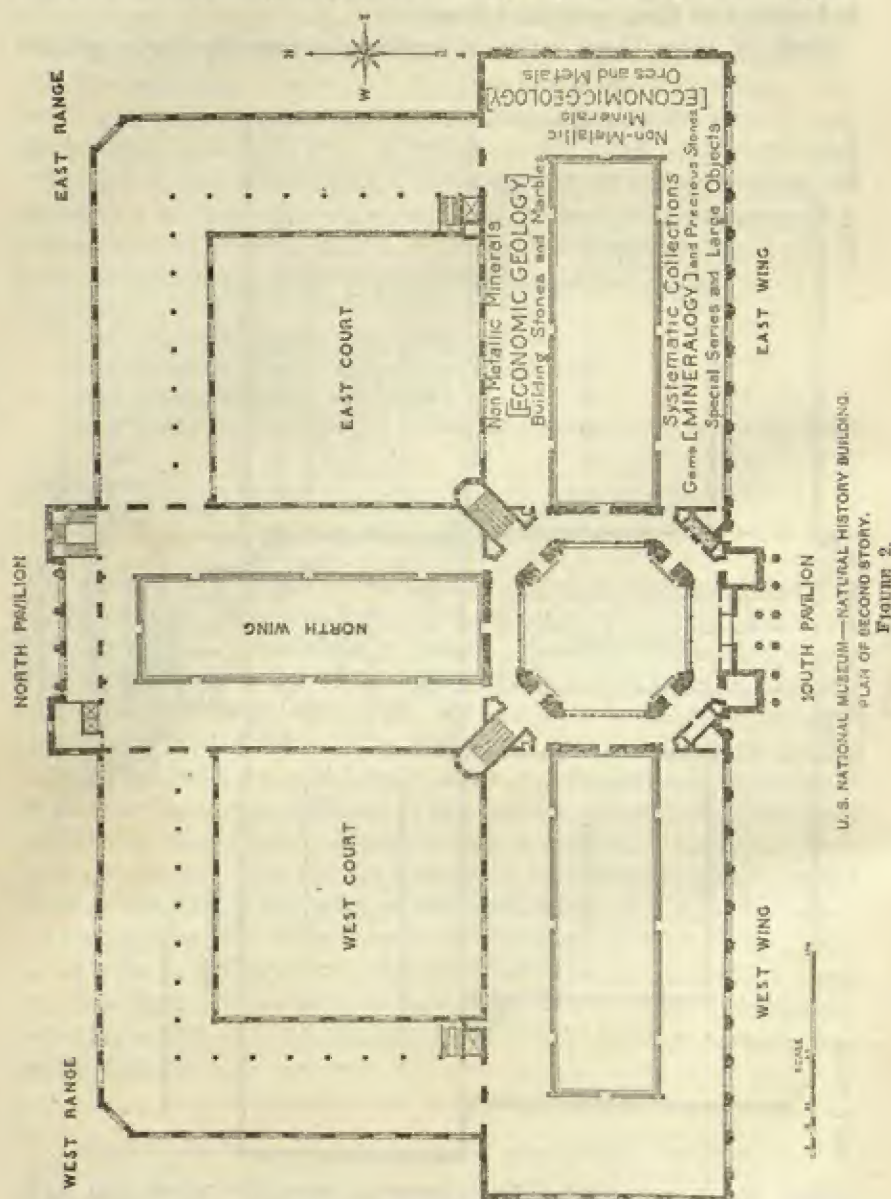 NORTH PAVILION
WEST RANGE
EAST RANGE
N
W
WEST COURT
NORTH WING
EAST COURT
Non Metallic Minerals
[ECONOMIC GEOLOGY]
Building Stones and Marbles
Non-Metallic
Minerals
[ECONOMIC GEOLOGY]
Ores and Metals
Systematic Collections
Gems [MINERALOGY] and Precious Stones
Special Series and Large Objects
WEST WING
SOUTH PAVILION
EAST WING
SCALE
U. S. NATIONAL MUSEUM—NATURAL HISTORY BUILDING.
PLAN OF SECOND STORY.
FIGURE 2.